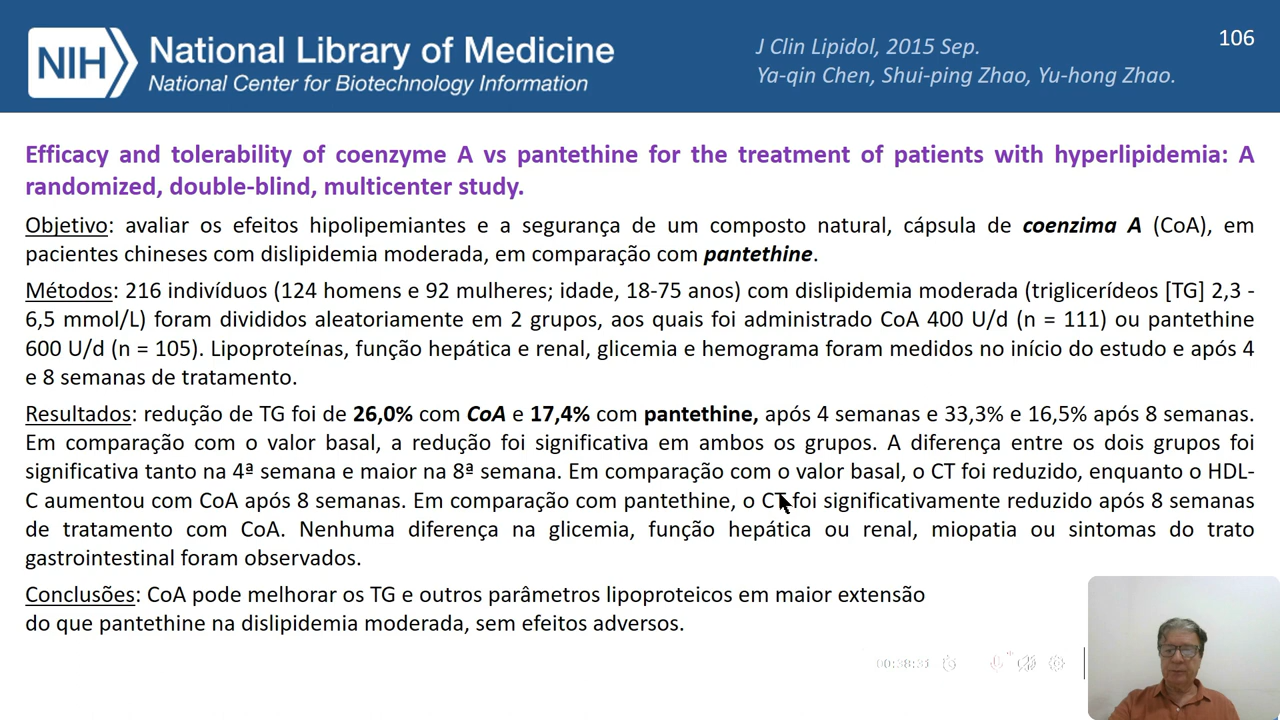 NIH
National Library of Medicine
National Center for Biotechnology Information
J Clin Lipidol, 2015 Sep.
Ya-qin Chen, Shui-ping Zhao, Yu-hong Zhao.
106
Efficacy and tolerability of coenzyme A vs pantethine for the treatment of patients with hyperlipidemia: A
randomized, double-blind, multicenter study.
Objetivo: avaliar os efeitos hipolipemiantes e a segurança de um composto natural, cápsula de coenzima A (CoA), em
pacientes chineses com dislipidemia moderada, em comparação com pantethine.
Métodos: 216 indivíduos (124 homens e 92 mulheres; idade, 18-75 anos) com dislipidemia moderada (triglicerídeos [TG] 2,3 -
6,5 mmol/L) foram divididos aleatoriamente em 2 grupos, aos quais foi administrado CoA 400 U/d (n = 111) ou pantethine
600 U/d (n = 105). Lipoproteínas, função hepática e renal, glicemia e hemograma foram medidos no início do estudo e após 4
e 8 semanas de tratamento.
Resultados: redução de TG foi de 26,0% com CoA e 17,4% com pantethine, após 4 semanas e 33,3% e 16,5% após 8 semanas.
Em comparação com o valor basal, a redução foi significativa em ambos os grupos. A diferença entre os dois grupos foi
significativa tanto na 4ª semana e maior na 8ª semana. Em comparação com o valor basal, o CT foi reduzido, enquanto o HDL-
C aumentou com CoA após 8 semanas. Em comparação com pantethine, o CT foi significativamente reduzido após 8 semanas
de tratamento com CoA. Nenhuma diferença na glicemia, função hepática ou renal, miopatia ou sintomas do trato
gastrointestinal foram observados.
Conclusões: CoA pode melhorar os TG e outros parâmetros lipoproteicos em maior extensão
do que pantethine na dislipidemia moderada, sem efeitos adversos.